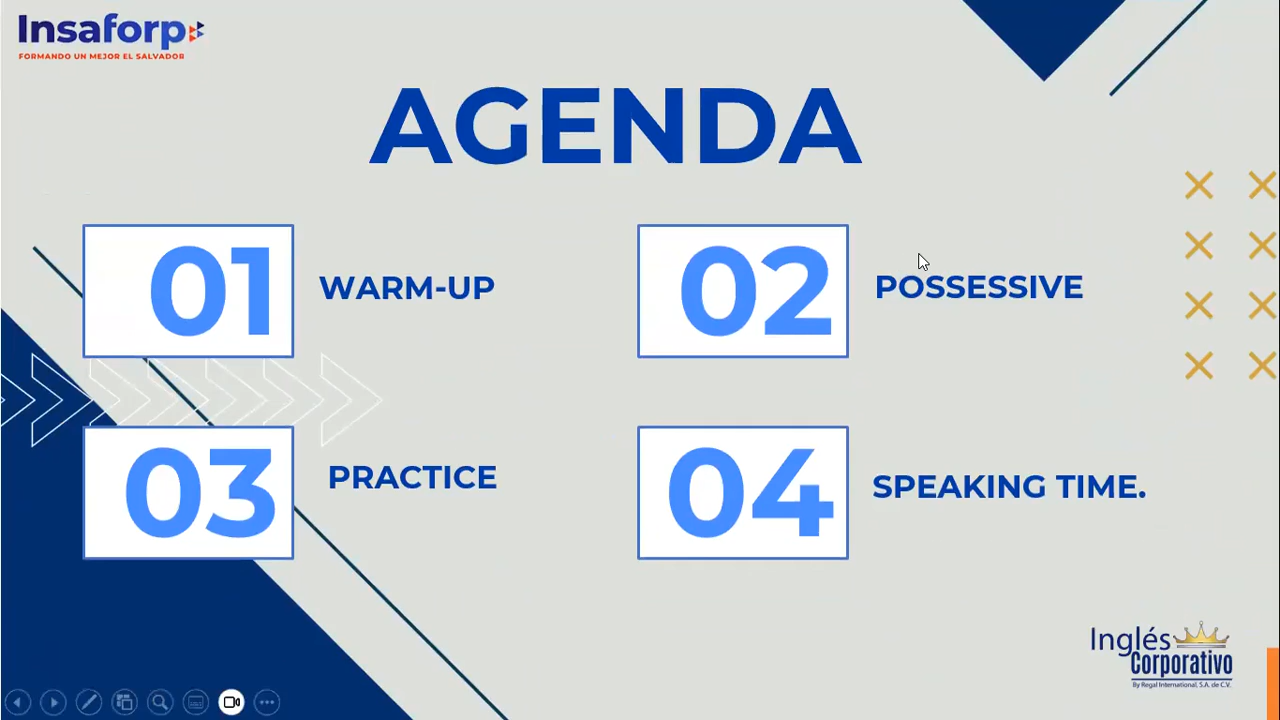 Insaforp
FORMANDO UN MEJOR EL SALVADOR
AGENDA
01
WARM-UP
02
POSSESSIVE
03
PRACTICE
04
SPEAKING TIME.
Inglés
Corporativo
By Regal International, S.A. de C.V.